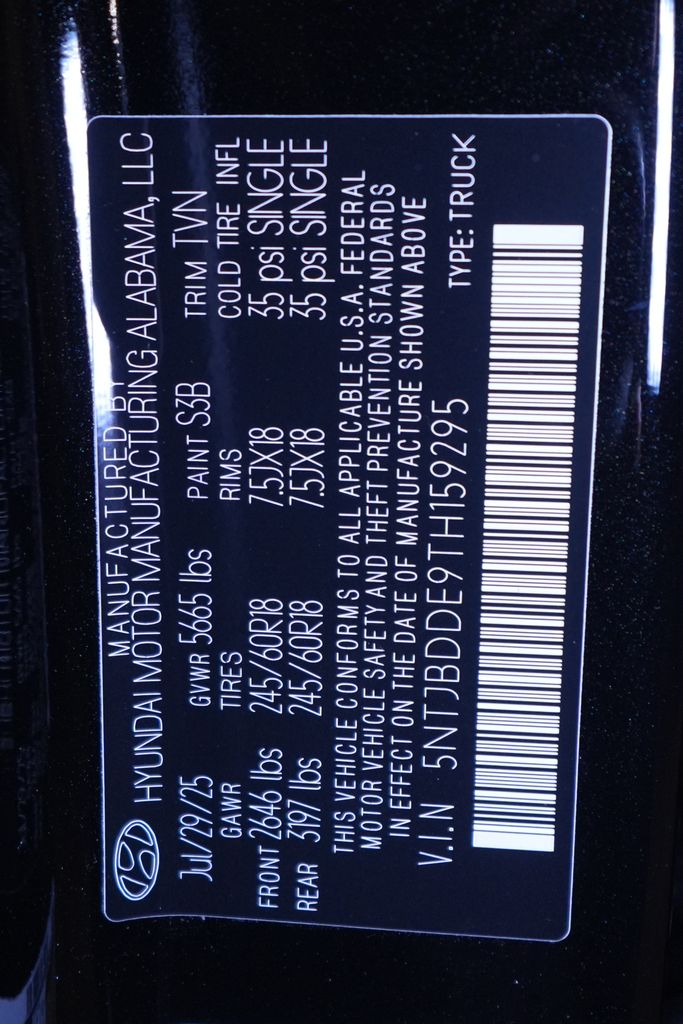 MANUFACTURED BY
HYUNDAI MOTOR MANUFACTURING ALABAMA, LLC
Jul/29/25 GVWR 5665 lbs PAINT S3B TRIM TVN
GAWR TIRES RIMS COLD TIRE INFL
FRONT 2646 lbs 245/60R18 7.5JX18 35 psi SINGLE
REAR 3197 lbs 245/60R18 7.5JX18 35 psi SINGLE
THIS VEHICLE CONFORMS TO ALL APPLICABLE U.S.A. FEDERAL
MOTOR VEHICLE SAFETY AND THEFT PREVENTION STANDARDS
IN EFFECT ON THE DATE OF MANUFACTURE SHOWN ABOVE
V.I.N 5NTJBDDE9TH159295 TYPE: TRUCK